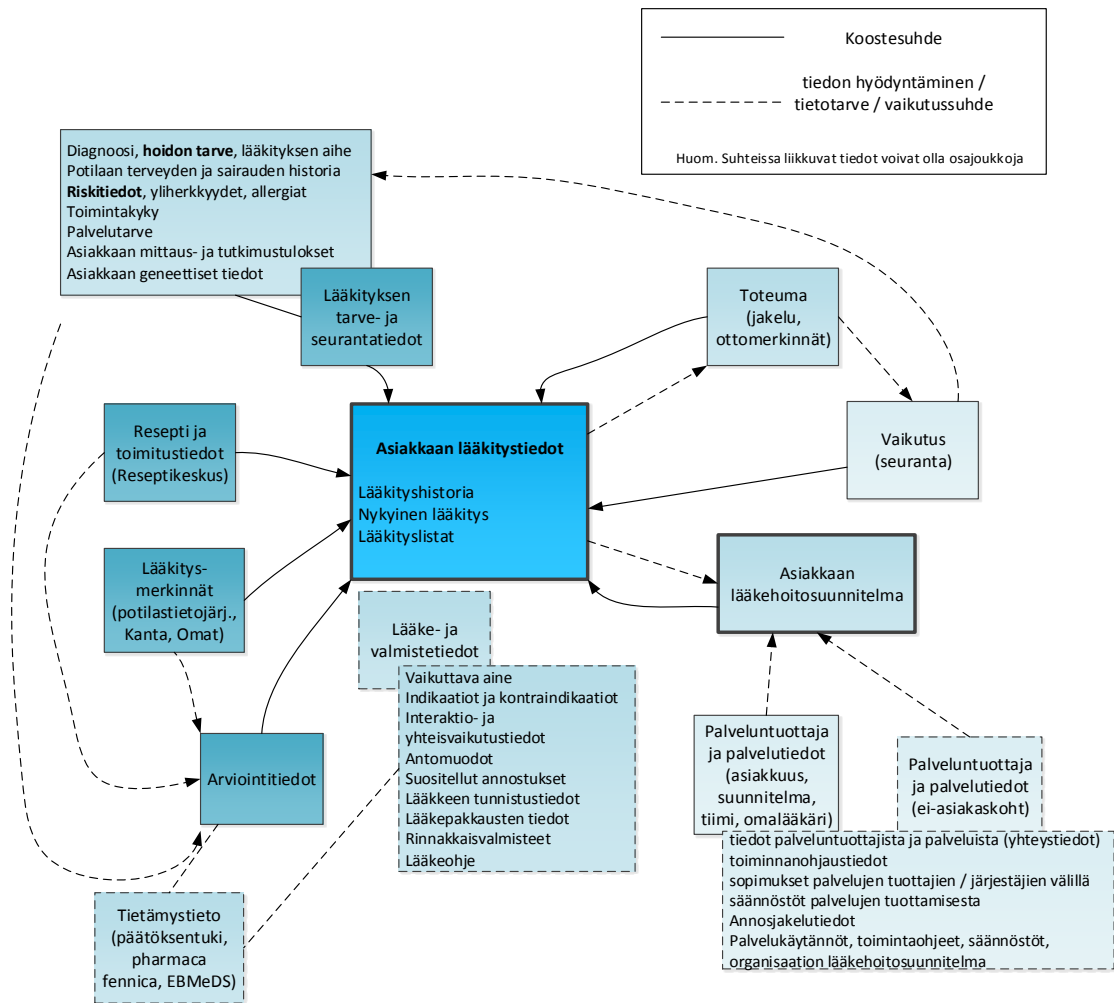 Koostesuhde
tiedon hyödyntäminen /
tietotarve / vaikutussuhde
Huom. Suhteissa liikkuvat tiedot voivat olla osajoukkoja
Diagnoosi, hoidon tarve, lääkityksen aihe
Potilaan terveyden ja sairauden historia
Riskitiedot, yliherkkyydet, allergiat
Toimintakyky
Palvelutarve
Asiakkaan mittaus- ja tutkimustulokset
Asiakkaan geneettiset tiedot
Lääkityksen
tarve- ja
seurantatiedot
Toteuma
(jakelu,
ottomerkinnät)
Resepti ja
toimitustiedot
(Reseptikeskus)
Asiakkaan lääkitystiedot
Lääkityshistoria
Nykyinen lääkitys
Lääkityslistat
Vaikutus
(seuranta)
Lääkitys-
merkinnät
(potilastietojärj.,
Kanta, Omat)
Asiakkaan
lääkehoitosuunnitelma
Lääke- ja
valmistetiedot
Vaikuttava aine
Indikaatiot ja kontraindikaatiot
Interaktio- ja
yhteisvaikutustiedot
Antomuodot
Suositellut annostukset
Lääkkeen tunnistustiedot
Lääkepakkausten tiedot
Rinnakkaisvalmisteet
Lääkeohje
Arviointitiedot
Palveluntuottaja
ja palvelutiedot
(asiakkuus,
suunnitelma,
tiimi, omalääkäri)
Palveluntuottaja
ja palvelutiedot
(ei-asiakaskoht)
tiedot palveluntuottajista ja palveluista (yhteystiedot)
toiminnanohjaustiedot
sopimukset palvelujen tuottajien / järjestäjien välillä
säännöstöt palvelujen tuottamisesta
Annosjakelutiedot
Palvelukäytännöt, toimintaohjeet, säännöstöt,
organisaation lääkehoitosuunnitelma
Tietämystieto
(päätöksentuki,
pharmaca
fennica, EBMeDS)